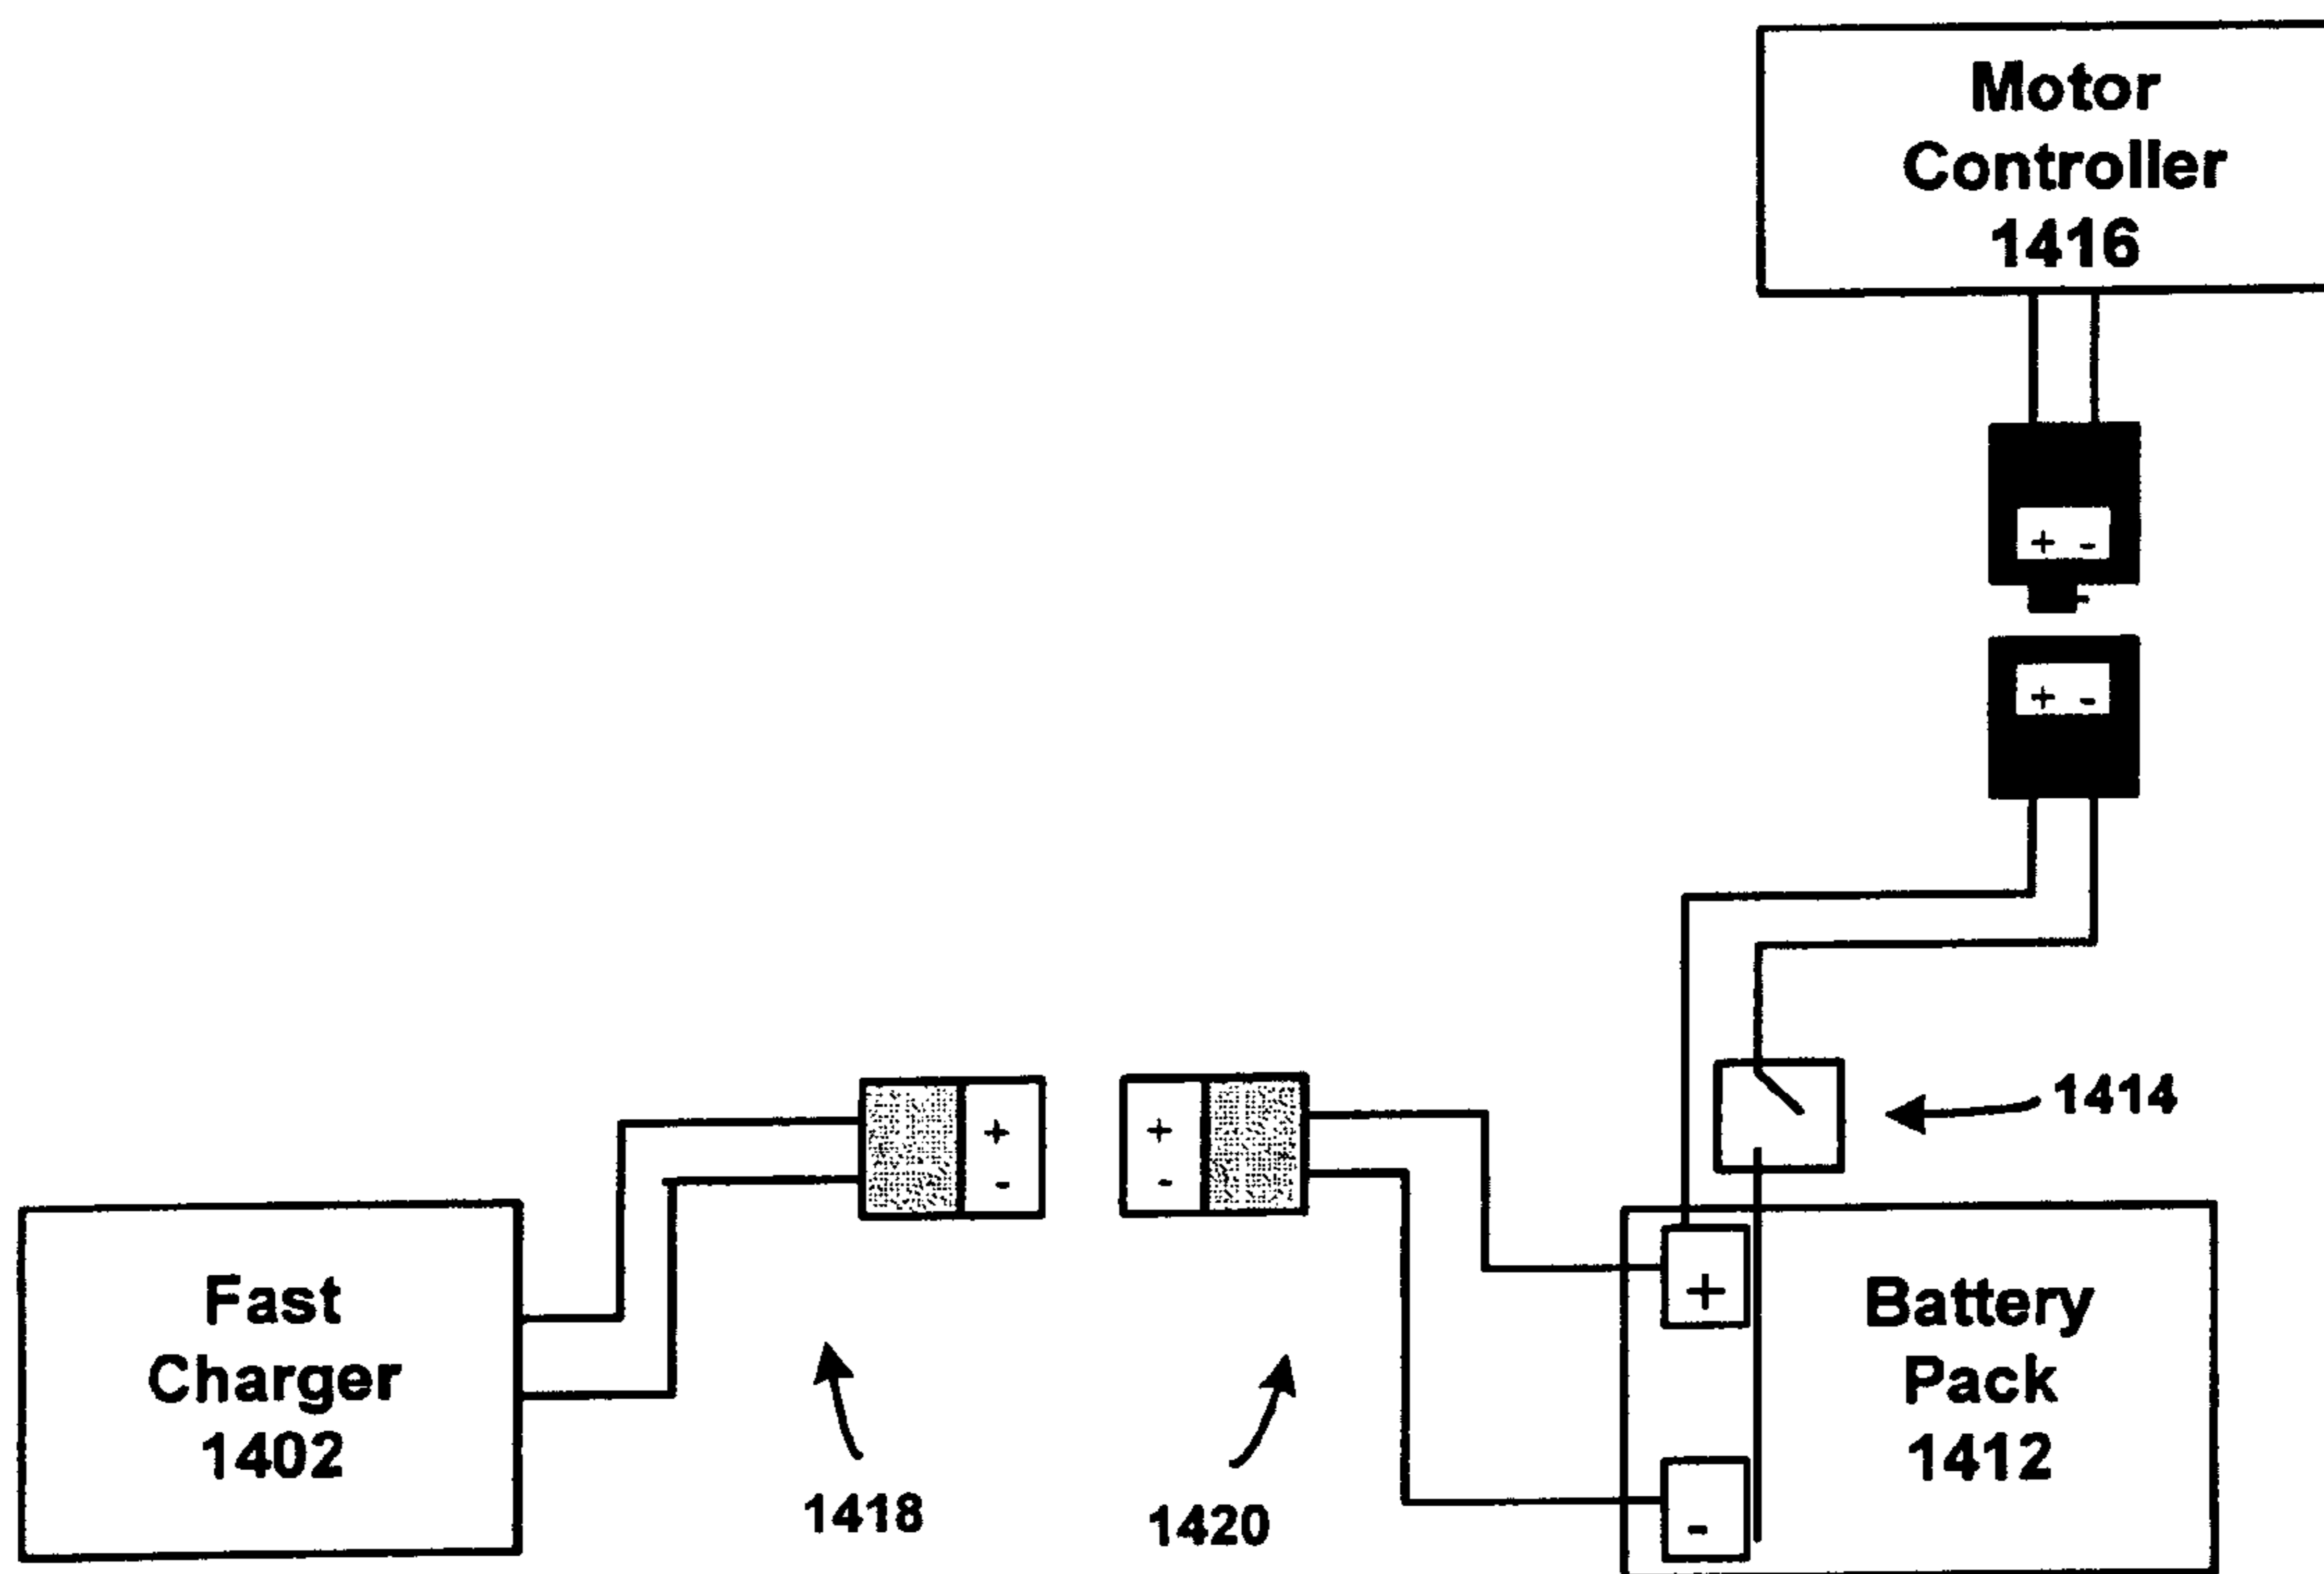 Motor
Controller
1416
+ -
+ -
1414
+
-
+
-
Fast
Charger
1402
1418
1420
+
-
Battery
Pack
1412